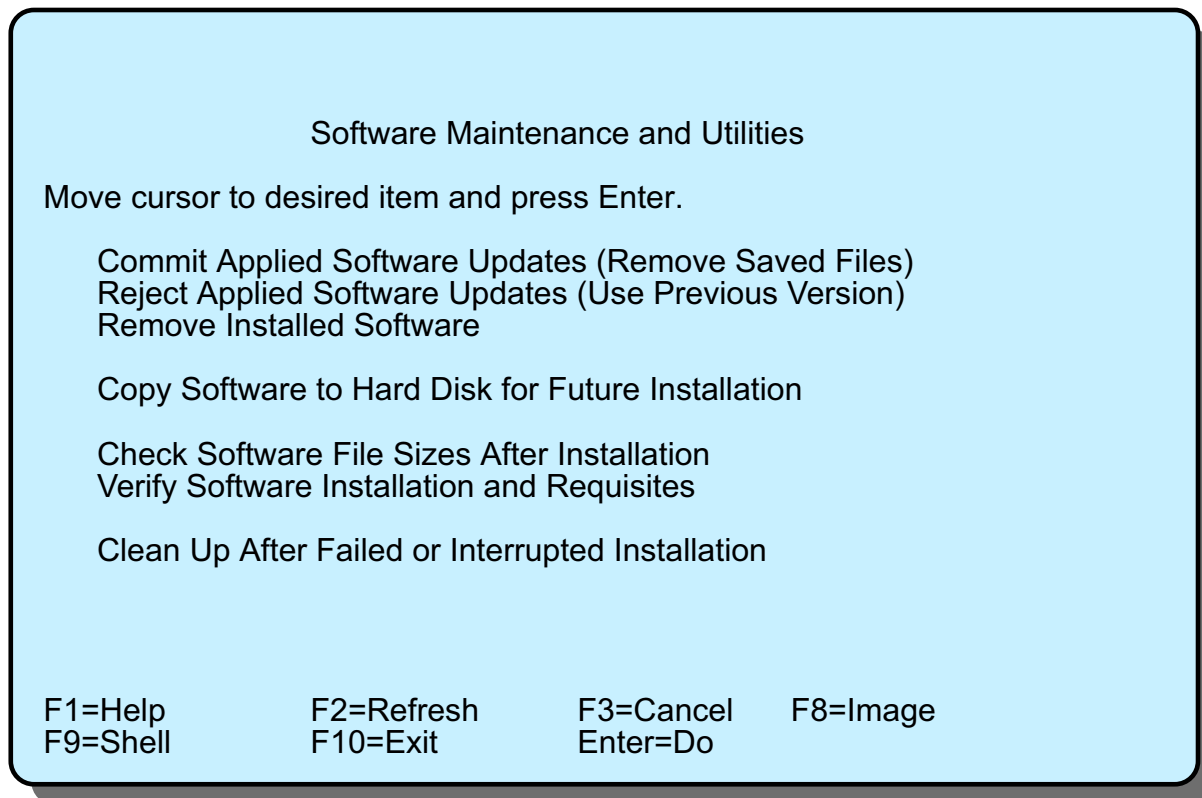 Software Maintenance and Utilities
Move cursor to desired item and press Enter.
Commit Applied Software Updates (Remove Saved Files)
Reject Applied Software Updates (Use Previous Version)
Remove Installed Software
Copy Software to Hard Disk for Future Installation
Check Software File Sizes After Installation
Verify Software Installation and Requisites
Clean Up After Failed or Interrupted Installation
F1=Help F2=Refresh F3=Cancel F8=Image
F9=Shell F10=Exit Enter=Do